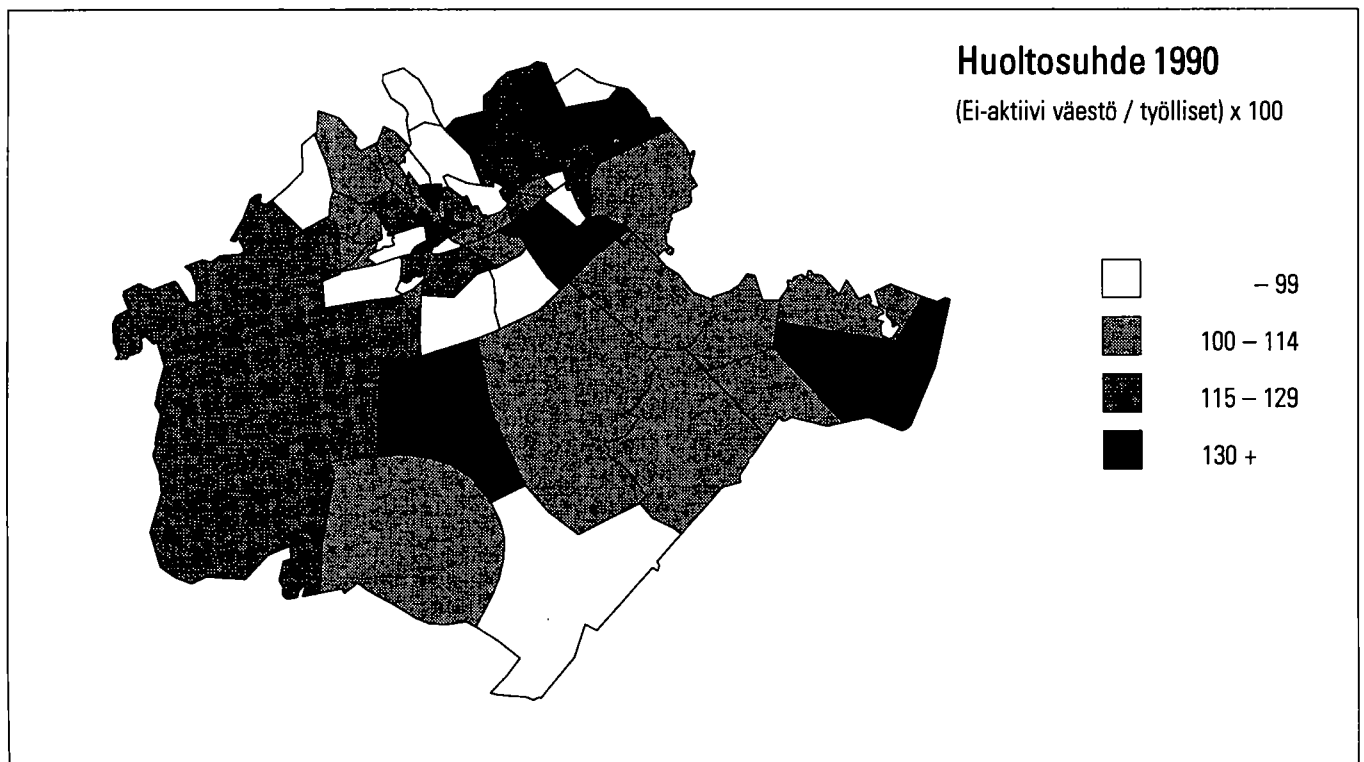 Huoltosuhde 1990
(Ei-aktiivi väestö / työlliset) x 100
– 99
100 – 114
115 – 129
130 +